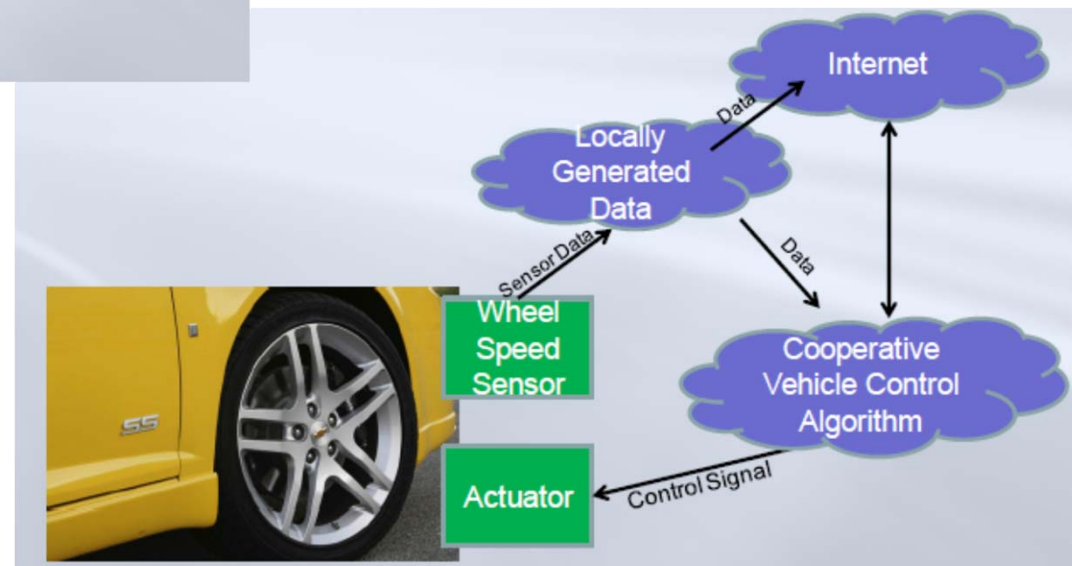 Internet
Data
Locally
Generated
Data
Sensor Data
Data
Wheel
Speed
Sensor
Cooperative
Vehicle Control
Algorithm
SS
Actuator
Control Signal